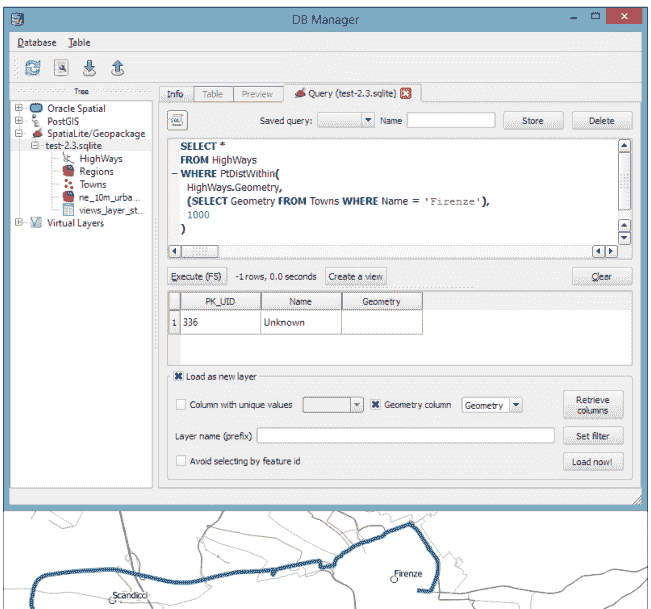 DB Manager
Database Table
Tree
Oracle Spatial
PostGIS
SpatiaLite/Geopackage
test-2.3.sqlite
HighWays
Regions
Towns
ne_10m_urba...
views_layer_st...
Virtual Layers
Info Table Preview Query (test-2.3.sqlite)
SQL Saved query: Name Store Delete
SELECT *
FROM HighWays
WHERE PtDistWithin(
HighWays.Geometry,
(SELECT Geometry FROM Towns WHERE Name = 'Firenze'),
1000
)
Execute (F5) -1 rows, 0.0 seconds Create a view Clear
PK_UID Name Geometry
1 336 Unknown
Load as new layer
Column with unique values Geometry column Geometry Retrieve columns
Layer name (prefix) Set filter
Avoid selecting by feature id Load now!
Firenze
Scandicci